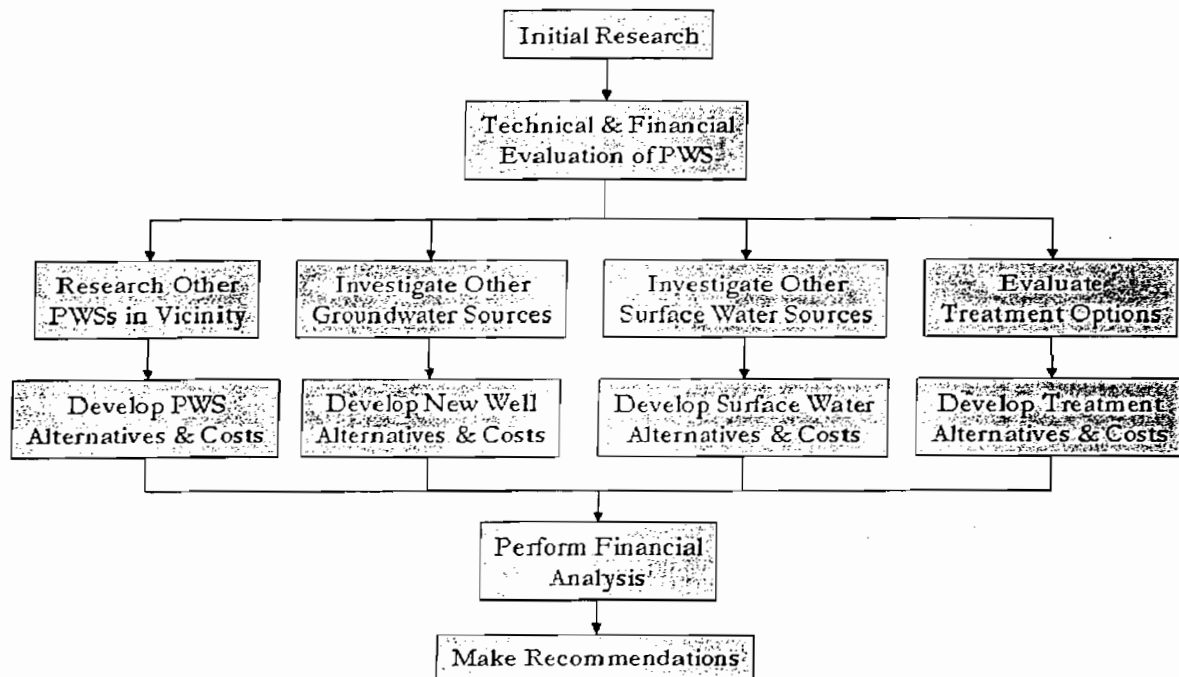 Initial Research
Technical & Financial
Evaluation of PWS
Research Other
PWSs in Vicinity
Investigate Other
Groundwater Sources
Investigate Other
Surface Water Sources
Evaluate
Treatment Options
Develop PWS
Alternatives & Costs
Develop New Well
Alternatives & Costs
Develop Surface Water
Alternatives & Costs
Develop Treatment
Alternatives & Costs
Perform Financial
Analysis
Make Recommendations